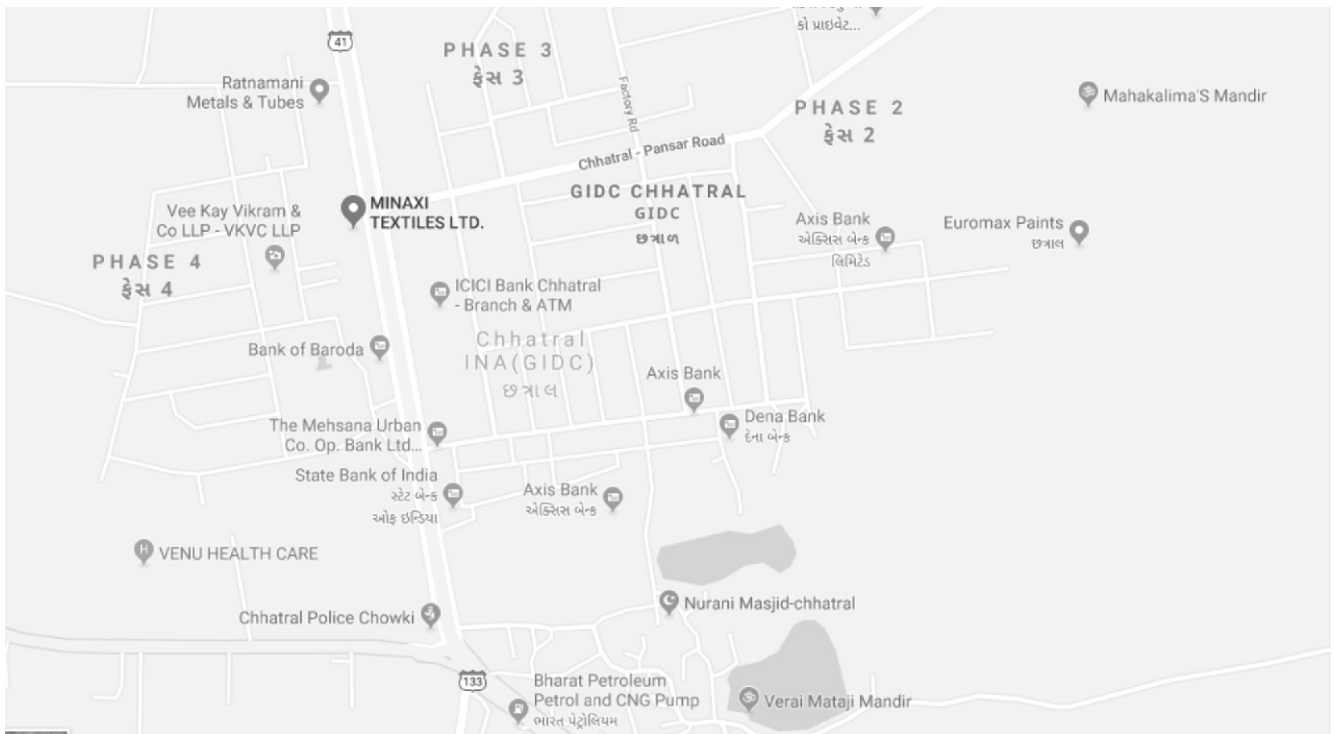 કો પ્રાઇવેટ...
41
PHASE 3
ફેસ 3
Ratnamani
Metals & Tubes
Factory Rd
PHASE 2
ફેસ 2
Mahakalima'S Mandir
Chhatral - Pansar Road
GIDC CHHATRAL
GIDC
છત્રાળ
MINAXI
TEXTILES LTD.
Vee Kay Vikram &
Co LLP - VKVC LLP
Axis Bank
એક્સિસ બેન્ક
લિમિટેડ
Euromax Paints
છત્રાલ
PHASE 4
ફેસ 4
ICICI Bank Chhatral
- Branch & ATM
Bank of Baroda
Chhatral
INA(GIDC)
છત્રાલ
Axis Bank
Dena Bank
દેના બેન્ક
The Mehsana Urban
Co. Op. Bank Ltd...
State Bank of India
સ્ટેટ બેન્ક
ઓફ ઇન્ડિયા
Axis Bank
એક્સિસ બેન્ક
VENU HEALTH CARE
Nurani Masjid-chhatral
Chhatral Police Chowki
133
Bharat Petroleum
Petrol and CNG Pump
ભારત પેટ્રોલિયમ
Verai Mataji Mandir